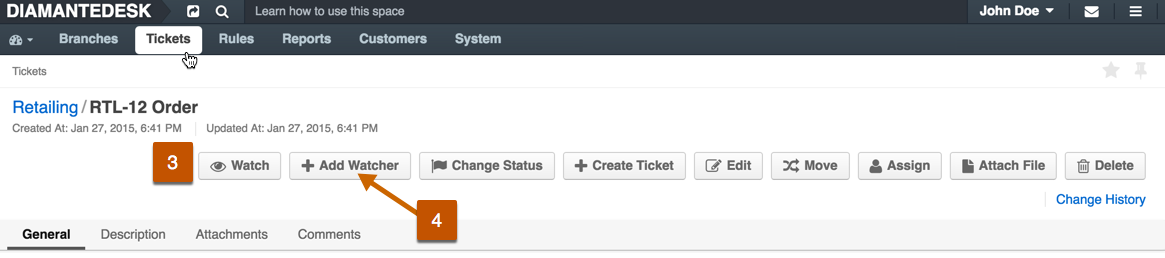 DIAMANTEDESK Learn how to use this space John Doe
Branches Tickets Rules Reports Customers System
Tickets
Retailing / RTL-12 Order
Created At: Jan 27, 2015, 6:41 PM Updated At: Jan 27, 2015, 6:41 PM
3 Watch + Add Watcher Change Status + Create Ticket Edit Move Assign Attach File Delete
Change History
4
General Description Attachments Comments